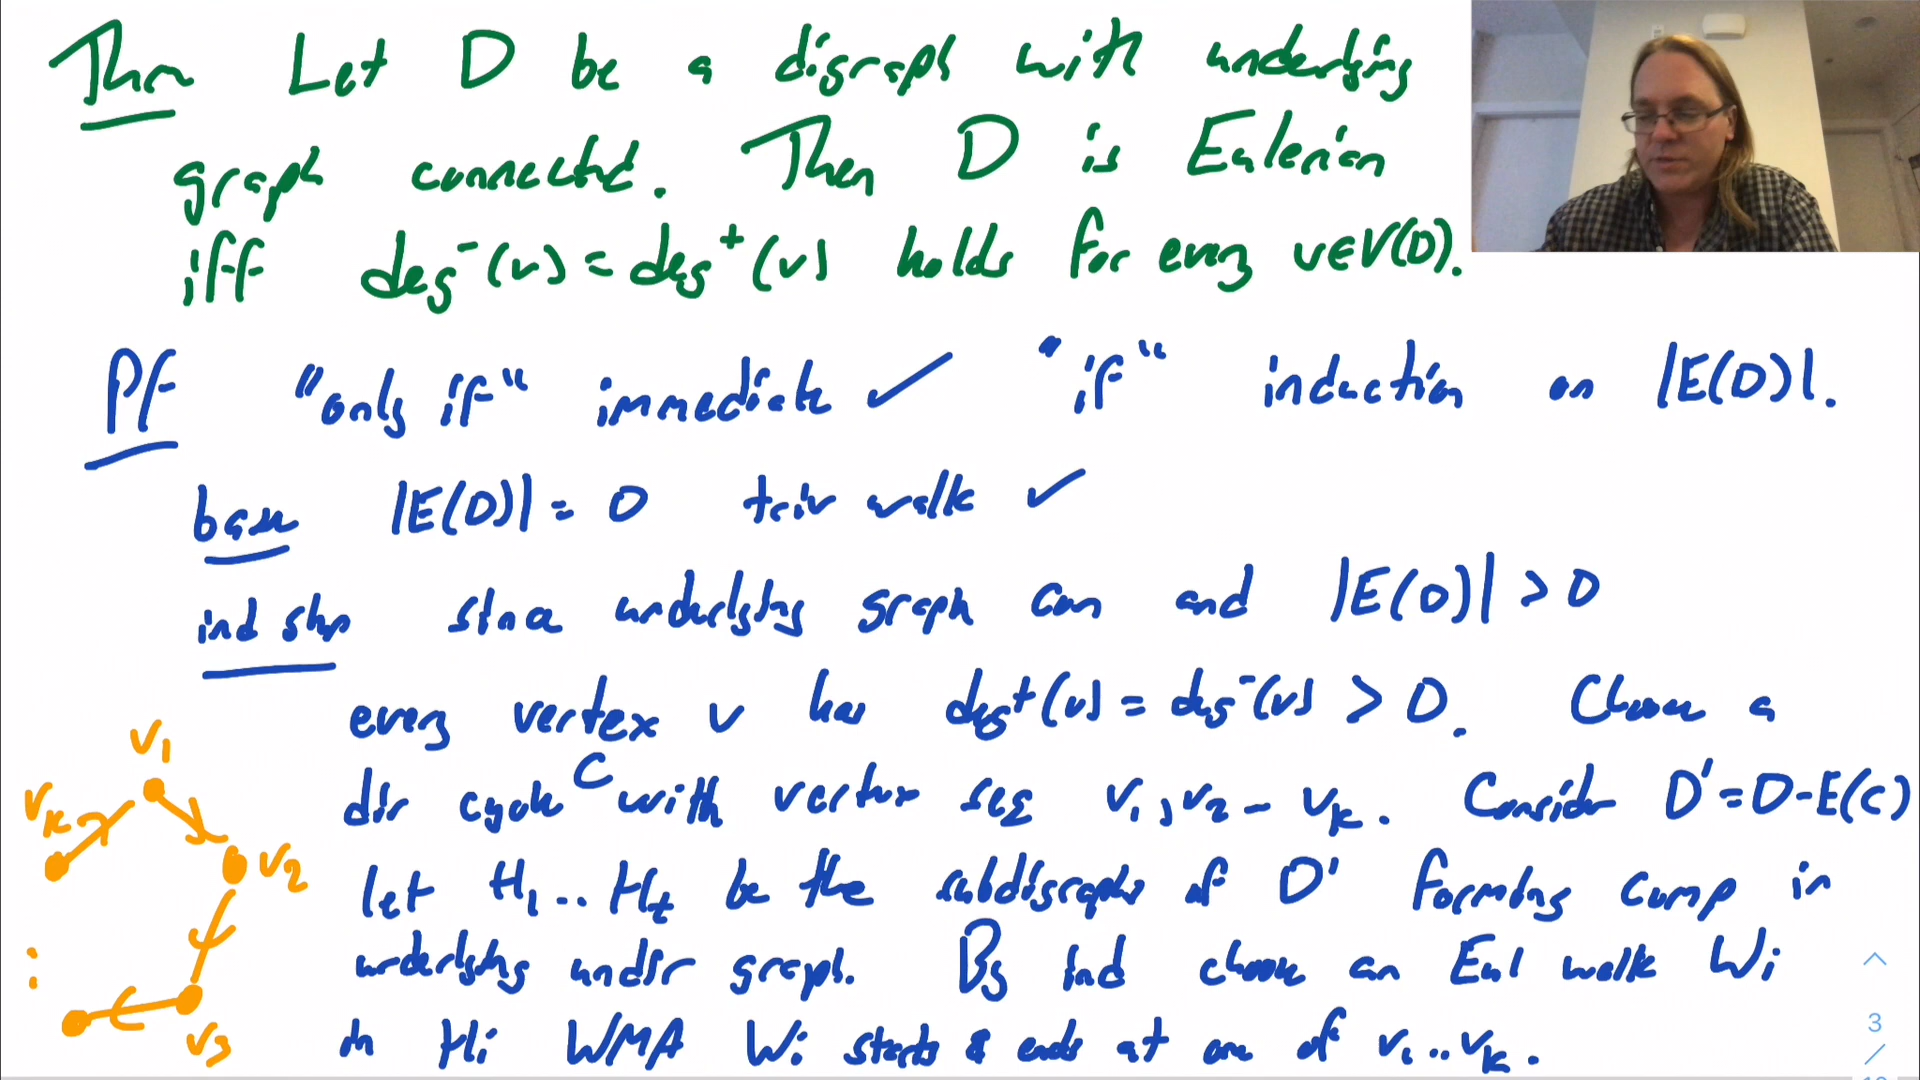 Thm Let D be a digraph with underlying
graph connected. Then D is Eulerian
iff deg⁻(v) = deg⁺(v) holds for every v∈V(D).
Pf "only if" immediate ✓ "if" induction on |E(D)|.
base |E(D)| = 0 triv walk ✓
ind step since underlying graph con and |E(D)| > 0
every vertex v has deg⁺(v) = deg⁻(v) > 0. Choose a
dir cycle C with vertex seq v₁, v₂ - vₖ. Consider D' = D-E(C)
let H₁..Hₜ be the subdigraphs of D' forming comp in
underlying undir graph. By ind choose an Eul walk Wᵢ
in Hᵢ WMA Wᵢ starts & ends at one of v₁..vₖ.
v₁
vₖ
v₂
:
v₃
3
/